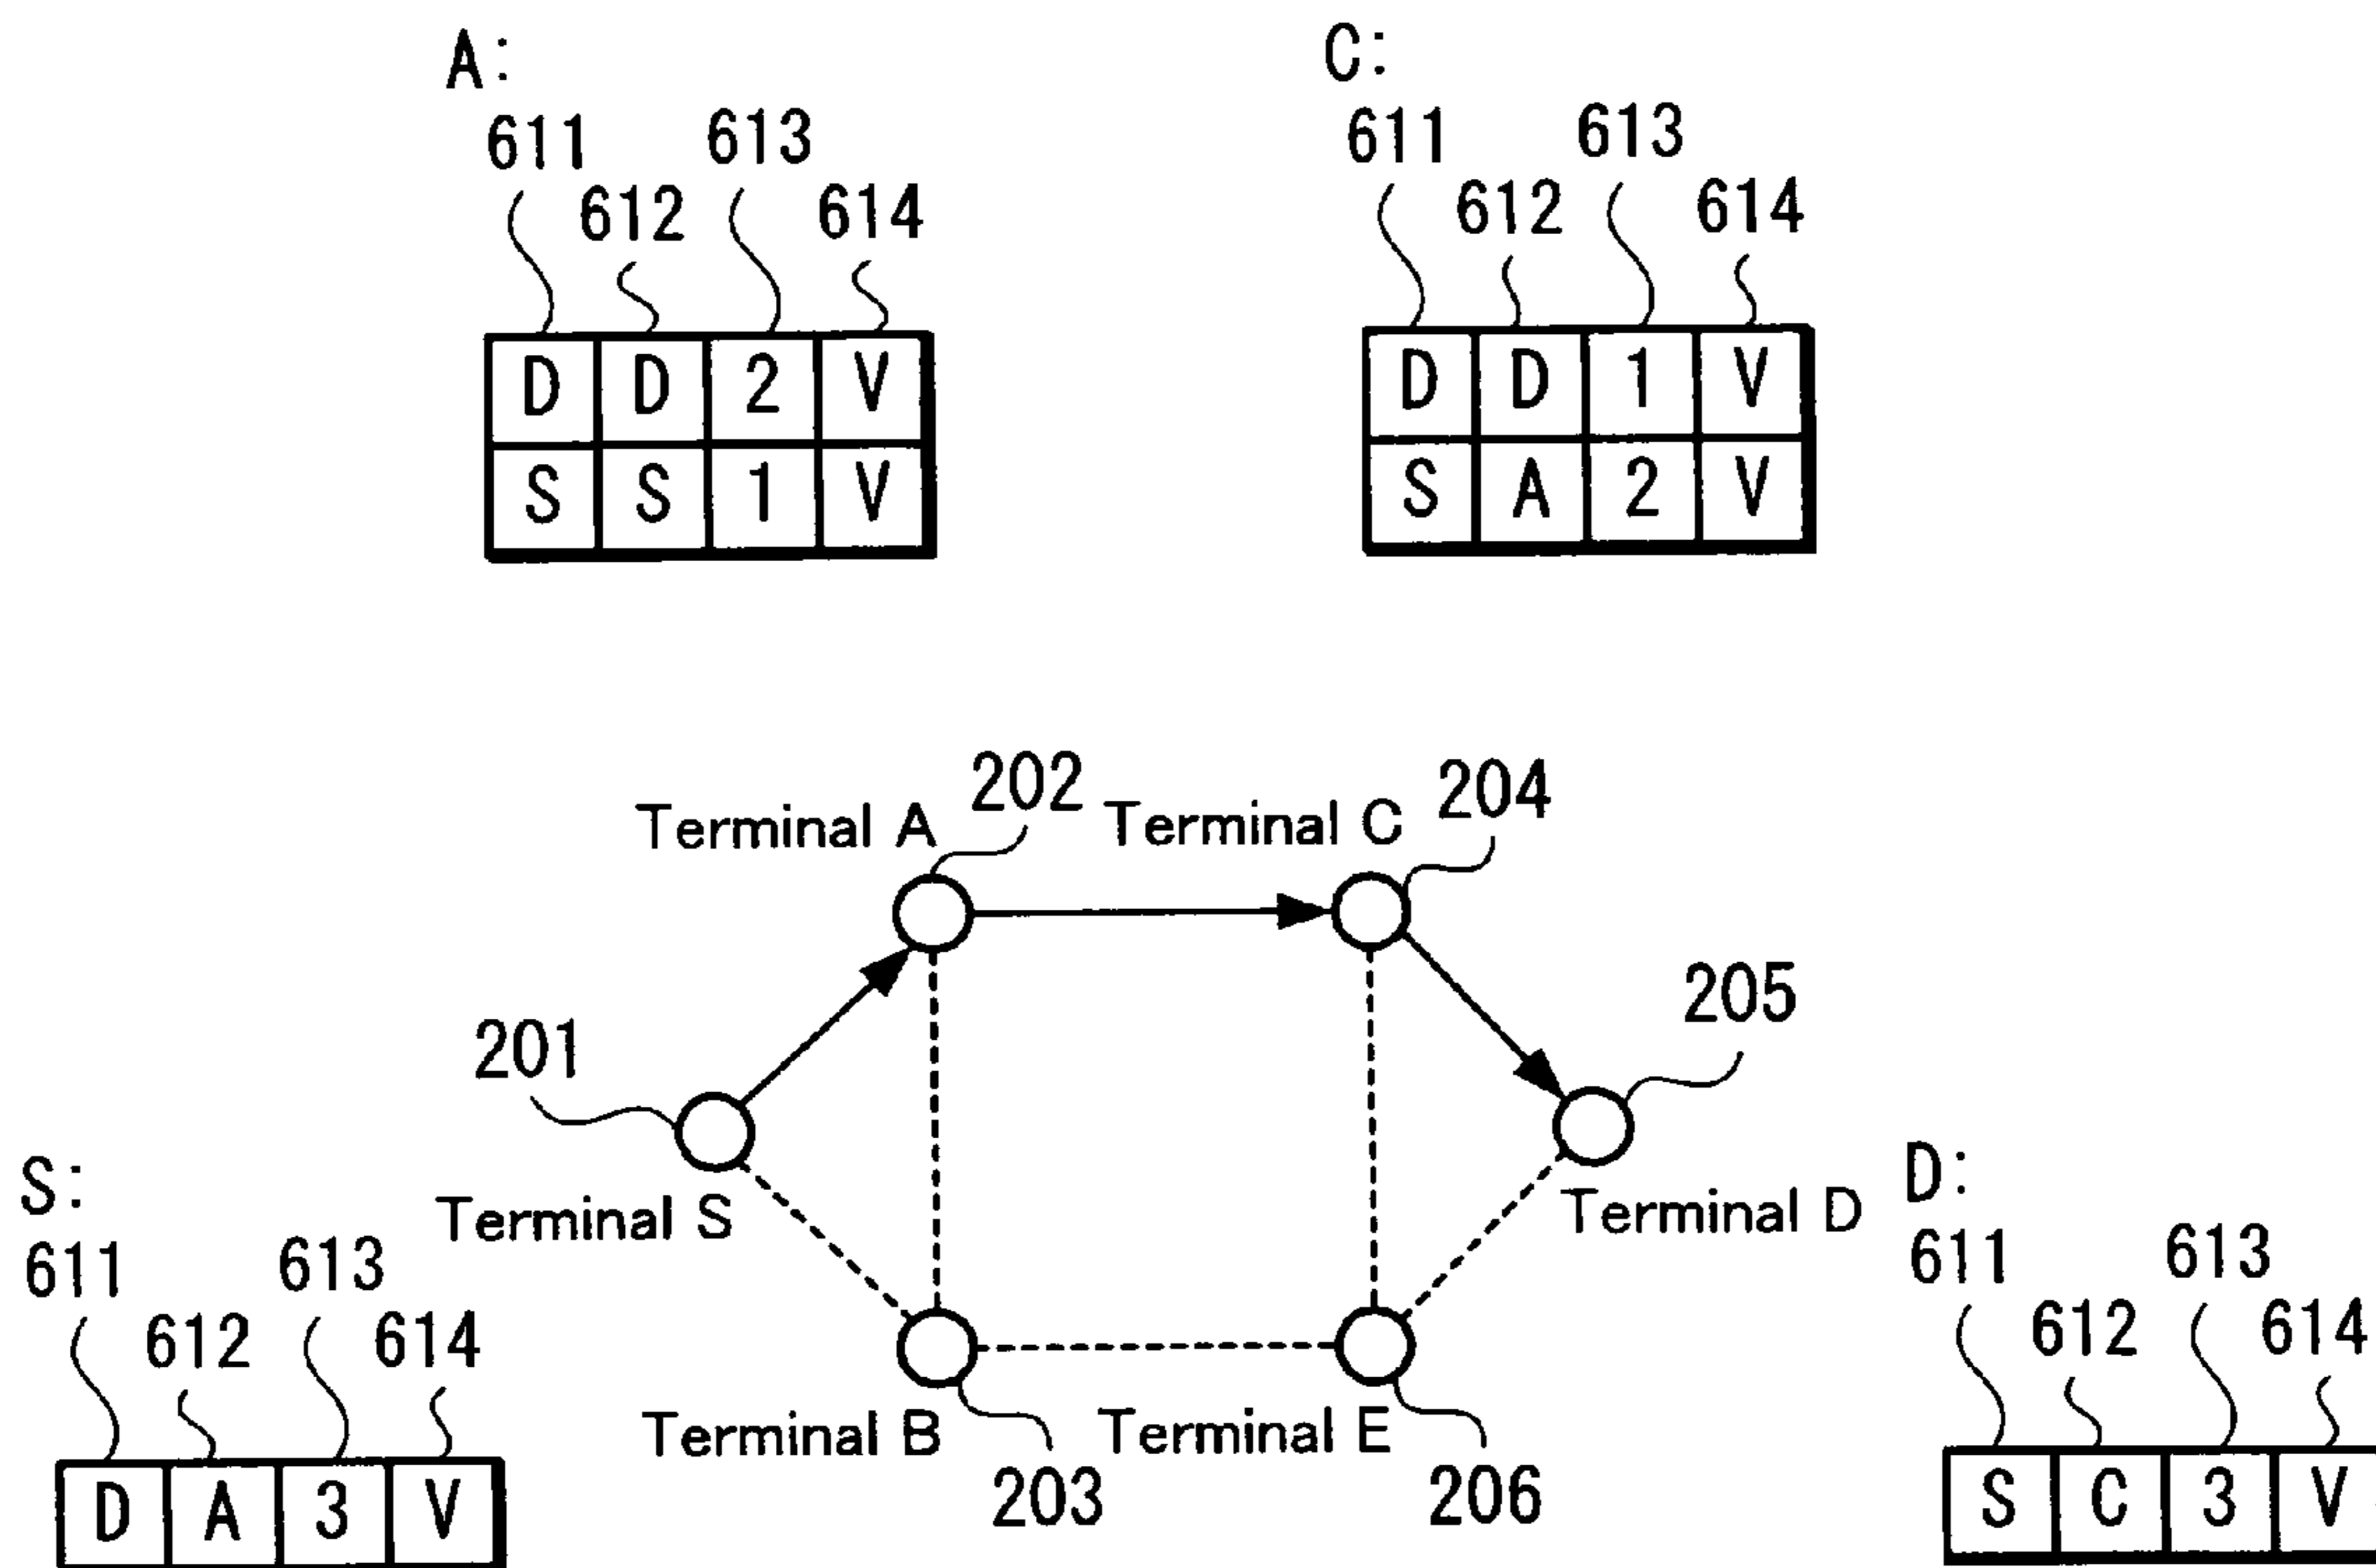 A:
611 613
612 614
D D 2 V
S S 1 V
C:
611 613
612 614
D D 1 V
S A 2 V
Terminal A 202
Terminal C 204
205
201
Terminal S
Terminal D
Terminal B
203
Terminal E
206
S:
611 613
612 614
D A 3 V
D:
611 613
612 614
S C 3 V